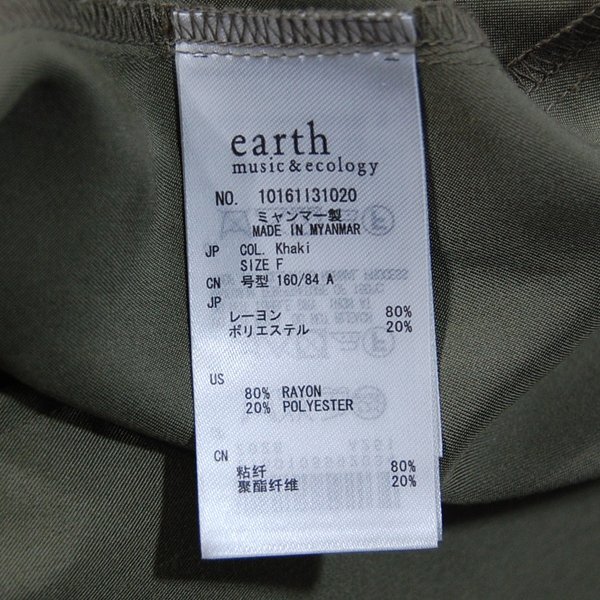 earth
music&ecology
NO. 10161I31020
ミャンマー製
MADE IN MYANMAR
JP COL. Khaki
SIZE F
CN 号型 160/84 A
JP
レーヨン 80%
ポリエステル 20%
US
80% RAYON
20% POLYESTER
CN
粘纤 80%
聚酯纤维 20%